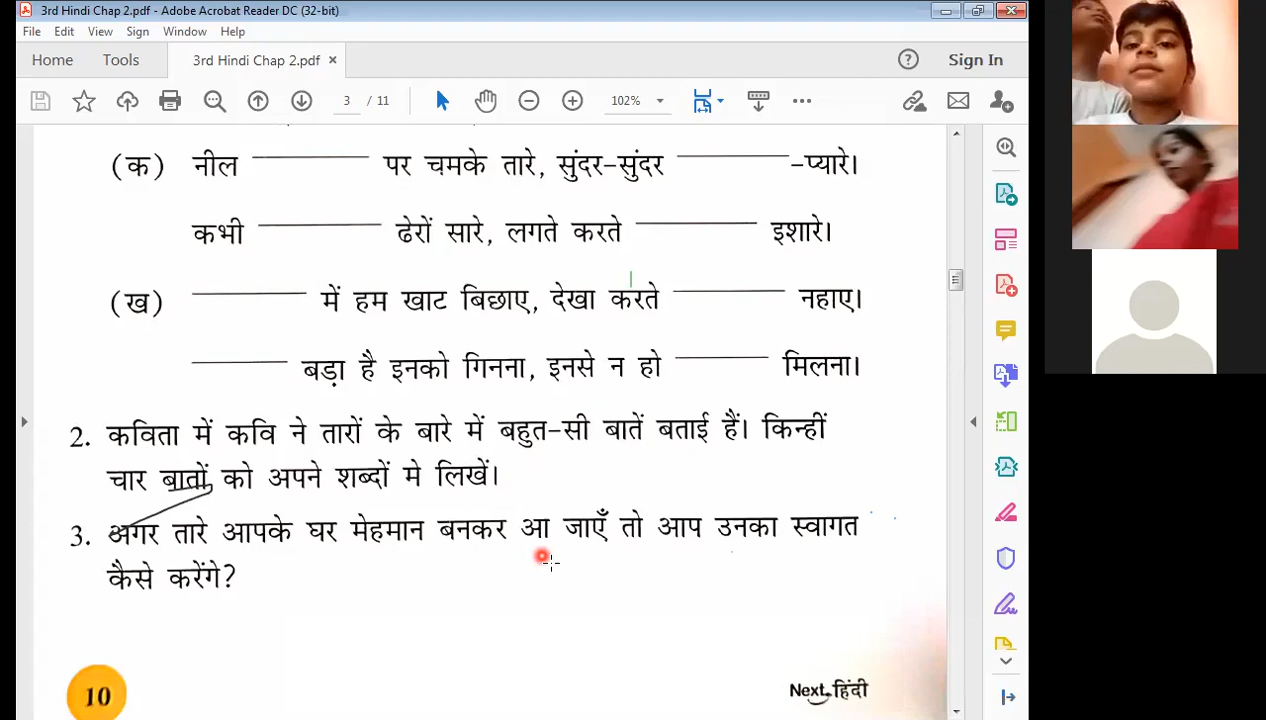 3rd Hindi Chap 2.pdf - Adobe Acrobat Reader DC (32-bit)
File Edit View Sign Window Help
Home Tools 3rd Hindi Chap 2.pdf × Sign In
3 / 11 102%
(क) नील ________ पर चमके तारे, सुंदर-सुंदर ________ -प्यारे।
कभी ________ ढेरों सारे, लगते करते ________ इशारे।
(ख) ________ में हम खाट बिछाए, देखा करते ________ नहाए।
________ बड़ा है इनको गिनना, इनसे न हो ________ मिलना।
2. कविता में कवि ने तारों के बारे में बहुत-सी बातें बताई हैं। किन्हीं
चार बातों को अपने शब्दों मे लिखें।
3. अगर तारे आपके घर मेहमान बनकर आ जाएँ तो आप उनका स्वागत
कैसे करेंगे?
10
Next हिंदी